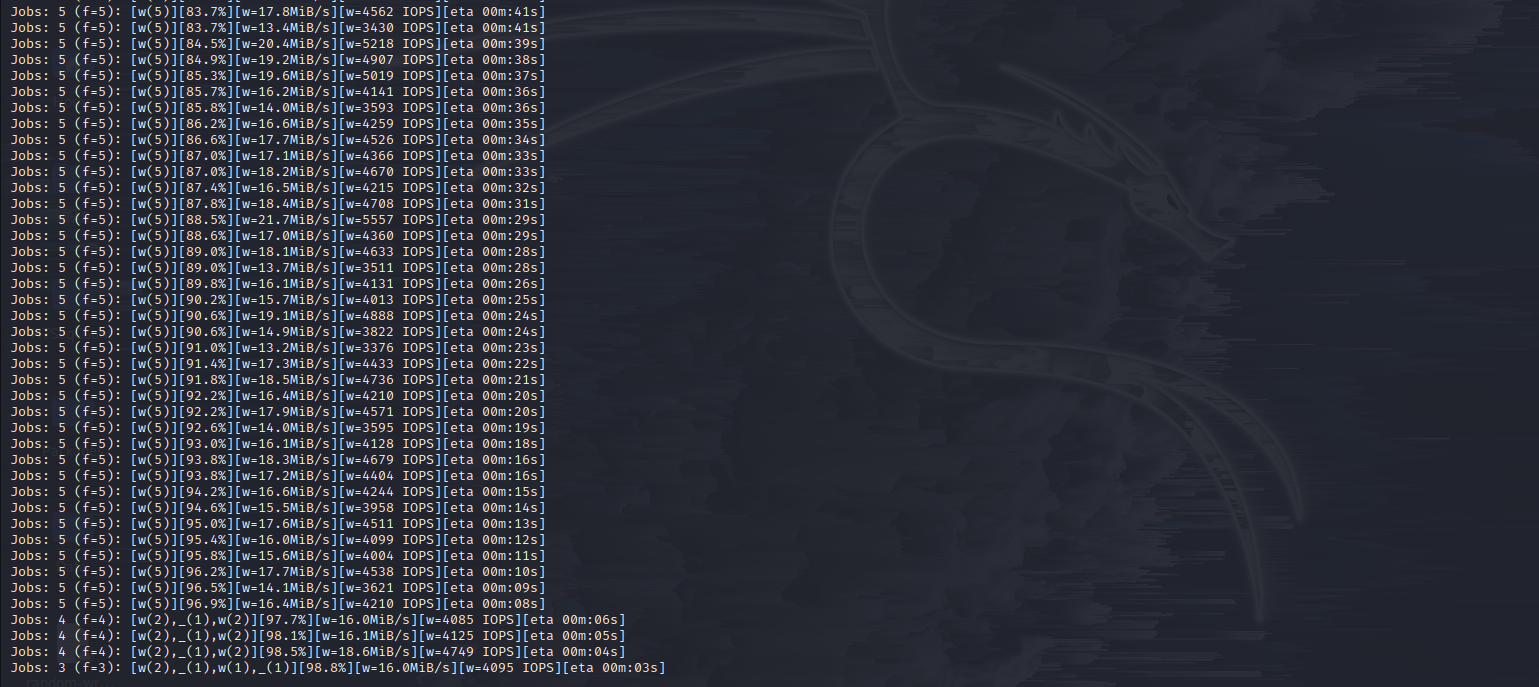 Jobs: 5 (f=5): [w(5)][83.7%][w=17.8MiB/s][w=4562 IOPS][eta 00m:41s]
Jobs: 5 (f=5): [w(5)][83.7%][w=13.4MiB/s][w=3430 IOPS][eta 00m:41s]
Jobs: 5 (f=5): [w(5)][84.5%][w=20.4MiB/s][w=5218 IOPS][eta 00m:39s]
Jobs: 5 (f=5): [w(5)][84.9%][w=19.2MiB/s][w=4907 IOPS][eta 00m:38s]
Jobs: 5 (f=5): [w(5)][85.3%][w=19.6MiB/s][w=5019 IOPS][eta 00m:37s]
Jobs: 5 (f=5): [w(5)][85.7%][w=16.2MiB/s][w=4141 IOPS][eta 00m:36s]
Jobs: 5 (f=5): [w(5)][85.8%][w=14.0MiB/s][w=3593 IOPS][eta 00m:36s]
Jobs: 5 (f=5): [w(5)][86.2%][w=16.6MiB/s][w=4259 IOPS][eta 00m:35s]
Jobs: 5 (f=5): [w(5)][86.6%][w=17.7MiB/s][w=4526 IOPS][eta 00m:34s]
Jobs: 5 (f=5): [w(5)][87.0%][w=17.1MiB/s][w=4366 IOPS][eta 00m:33s]
Jobs: 5 (f=5): [w(5)][87.0%][w=18.2MiB/s][w=4670 IOPS][eta 00m:33s]
Jobs: 5 (f=5): [w(5)][87.4%][w=16.5MiB/s][w=4215 IOPS][eta 00m:32s]
Jobs: 5 (f=5): [w(5)][87.8%][w=18.4MiB/s][w=4708 IOPS][eta 00m:31s]
Jobs: 5 (f=5): [w(5)][88.5%][w=21.7MiB/s][w=5557 IOPS][eta 00m:29s]
Jobs: 5 (f=5): [w(5)][88.6%][w=17.0MiB/s][w=4360 IOPS][eta 00m:29s]
Jobs: 5 (f=5): [w(5)][89.0%][w=18.1MiB/s][w=4633 IOPS][eta 00m:28s]
Jobs: 5 (f=5): [w(5)][89.0%][w=13.7MiB/s][w=3511 IOPS][eta 00m:28s]
Jobs: 5 (f=5): [w(5)][89.8%][w=16.1MiB/s][w=4131 IOPS][eta 00m:26s]
Jobs: 5 (f=5): [w(5)][90.2%][w=15.7MiB/s][w=4013 IOPS][eta 00m:25s]
Jobs: 5 (f=5): [w(5)][90.6%][w=19.1MiB/s][w=4888 IOPS][eta 00m:24s]
Jobs: 5 (f=5): [w(5)][90.6%][w=14.9MiB/s][w=3822 IOPS][eta 00m:24s]
Jobs: 5 (f=5): [w(5)][91.0%][w=13.2MiB/s][w=3376 IOPS][eta 00m:23s]
Jobs: 5 (f=5): [w(5)][91.4%][w=17.3MiB/s][w=4433 IOPS][eta 00m:22s]
Jobs: 5 (f=5): [w(5)][91.8%][w=18.5MiB/s][w=4736 IOPS][eta 00m:21s]
Jobs: 5 (f=5): [w(5)][92.2%][w=16.4MiB/s][w=4210 IOPS][eta 00m:20s]
Jobs: 5 (f=5): [w(5)][92.2%][w=17.9MiB/s][w=4571 IOPS][eta 00m:20s]
Jobs: 5 (f=5): [w(5)][92.6%][w=14.0MiB/s][w=3595 IOPS][eta 00m:19s]
Jobs: 5 (f=5): [w(5)][93.0%][w=16.1MiB/s][w=4128 IOPS][eta 00m:18s]
Jobs: 5 (f=5): [w(5)][93.8%][w=18.3MiB/s][w=4679 IOPS][eta 00m:16s]
Jobs: 5 (f=5): [w(5)][93.8%][w=17.2MiB/s][w=4404 IOPS][eta 00m:16s]
Jobs: 5 (f=5): [w(5)][94.2%][w=16.6MiB/s][w=4244 IOPS][eta 00m:15s]
Jobs: 5 (f=5): [w(5)][94.6%][w=15.5MiB/s][w=3958 IOPS][eta 00m:14s]
Jobs: 5 (f=5): [w(5)][95.0%][w=17.6MiB/s][w=4511 IOPS][eta 00m:13s]
Jobs: 5 (f=5): [w(5)][95.4%][w=16.0MiB/s][w=4099 IOPS][eta 00m:12s]
Jobs: 5 (f=5): [w(5)][95.8%][w=15.6MiB/s][w=4004 IOPS][eta 00m:11s]
Jobs: 5 (f=5): [w(5)][96.2%][w=17.7MiB/s][w=4538 IOPS][eta 00m:10s]
Jobs: 5 (f=5): [w(5)][96.5%][w=14.1MiB/s][w=3621 IOPS][eta 00m:09s]
Jobs: 5 (f=5): [w(5)][96.9%][w=16.4MiB/s][w=4210 IOPS][eta 00m:08s]
Jobs: 4 (f=4): [w(2),_(1),w(2)][97.7%][w=16.0MiB/s][w=4085 IOPS][eta 00m:06s]
Jobs: 4 (f=4): [w(2),_(1),w(2)][98.1%][w=16.1MiB/s][w=4125 IOPS][eta 00m:05s]
Jobs: 4 (f=4): [w(2),_(1),w(2)][98.5%][w=18.6MiB/s][w=4749 IOPS][eta 00m:04s]
Jobs: 3 (f=3): [w(2),_(1),w(1),_(1)][98.8%][w=16.0MiB/s][w=4095 IOPS][eta 00m:03s]
random-wr